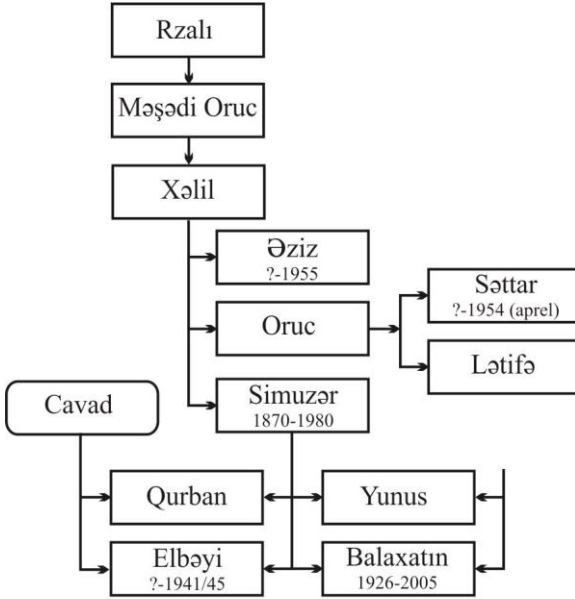 Rzalı
Məşədi Oruc
Xəlil
Əziz
?-1955
Oruc
Səttar
?-1954 (aprel)
Lətifə
Cavad
Simuzər
1870-1980
Qurban
Yunus
Elbəyi
?-1941/45
Balaxatın
1926-2005